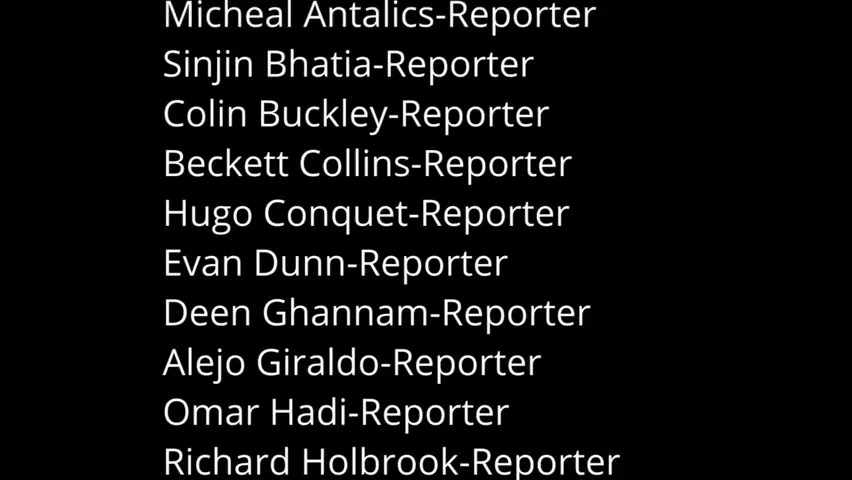 Micheal Antalics-Reporter
Sinjin Bhatia-Reporter
Colin Buckley-Reporter
Beckett Collins-Reporter
Hugo Conquet-Reporter
Evan Dunn-Reporter
Deen Ghannam-Reporter
Alejo Giraldo-Reporter
Omar Hadi-Reporter
Richard Holbrook-Reporter